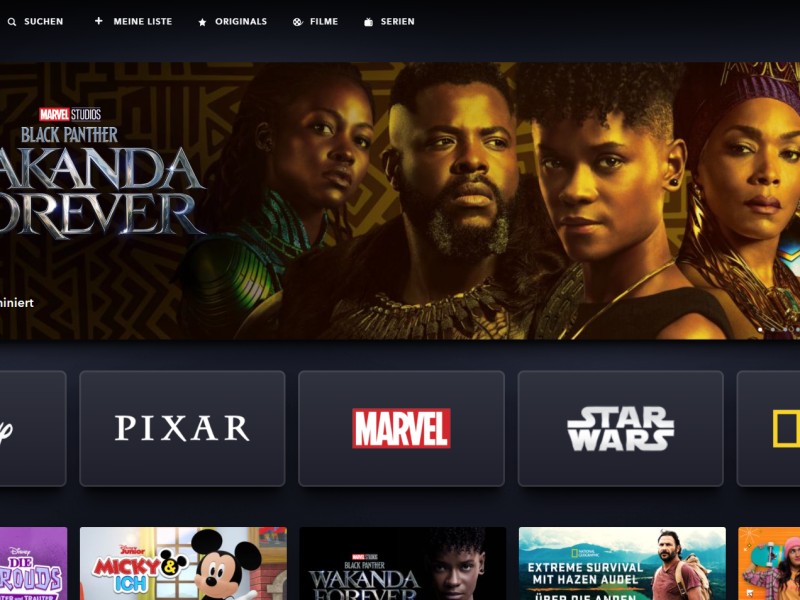 SUCHEN
MEINE LISTE
ORIGINALS
FILME
SERIEN
MARVEL STUDIOS
BLACK PANTHER
AKANDA
OREVER
niniert
PIXAR
MARVEL
STAR
WARS
Disney
DIE
ROUDS
Disney
Junior
MICKY &
ICH
MARVEL STUDIOS
BLACK PANTHER
WAKANDA
FOREVER
NATIONAL
GEOGRAPHIC
EXTREME SURVIVAL
MIT HAZEN AUDEL
ÜBER DIE ANDEN